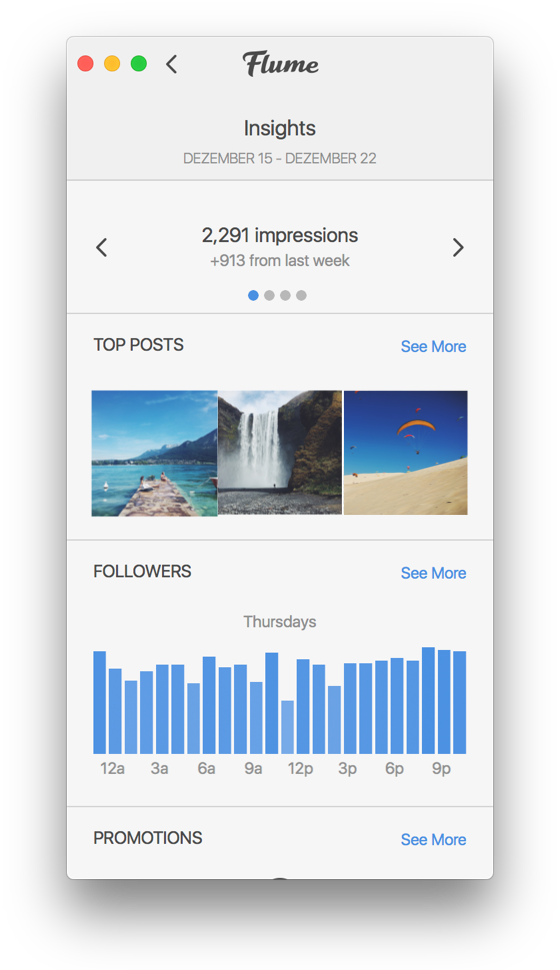 Flume
Insights
DEZEMBER 15 - DEZEMBER 22
2,291 impressions
+913 from last week
TOP POSTS
See More
FOLLOWERS
See More
Thursdays
12a 3a 6a 9a 12p 3p 6p 9p
PROMOTIONS
See More